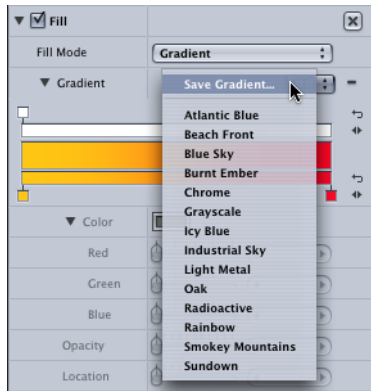 Fill
Fill Mode
Gradient
Gradient
Save Gradient...
Atlantic Blue
Beach Front
Blue Sky
Burnt Ember
Chrome
Grayscale
Icy Blue
Industrial Sky
Light Metal
Oak
Radioactive
Rainbow
Smokey Mountains
Sundown
Color
Red
Green
Blue
Opacity
Location